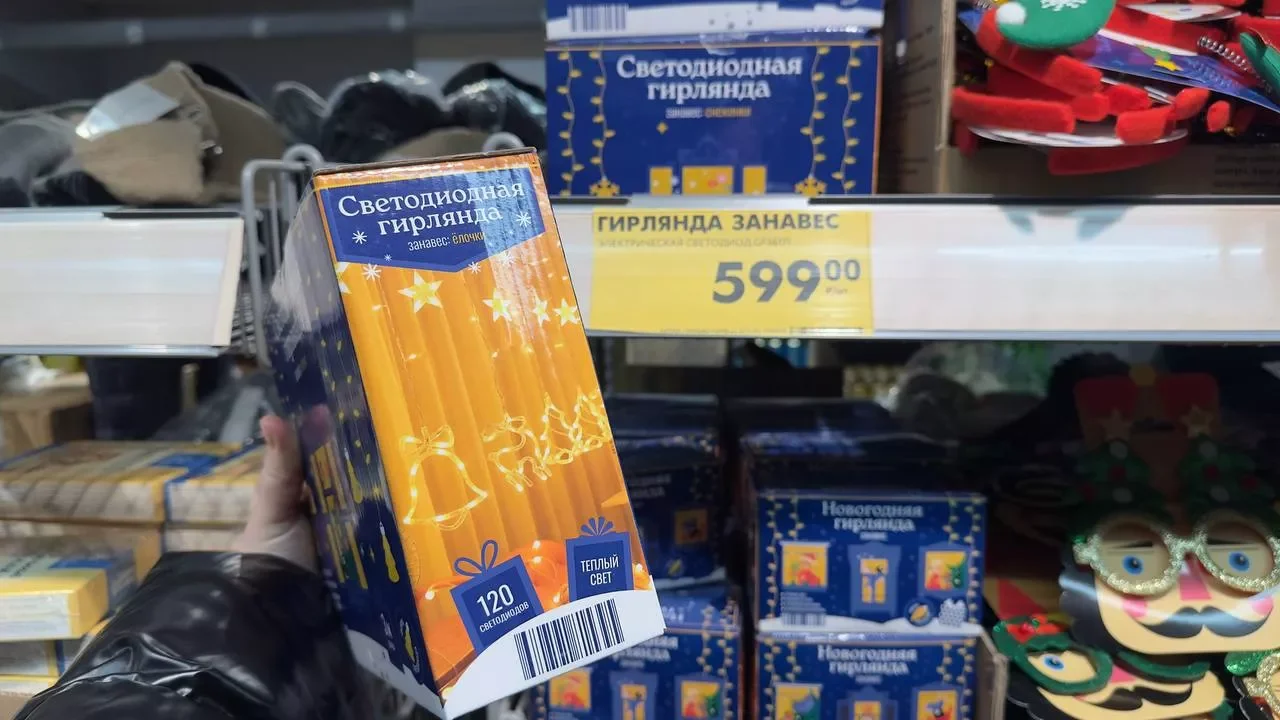 Светодиодная
гирлянда
занавес: снежинки
ГИРЛЯНДА ЗАНАВЕС
599 00
Светодиодная
гирлянда
занавес: ёлочки
120
СВЕТОДИОДОВ
ТЕПЛЫЙ
СВЕТ
Новогодняя
гирлянда
Новогодняя
гирлянда